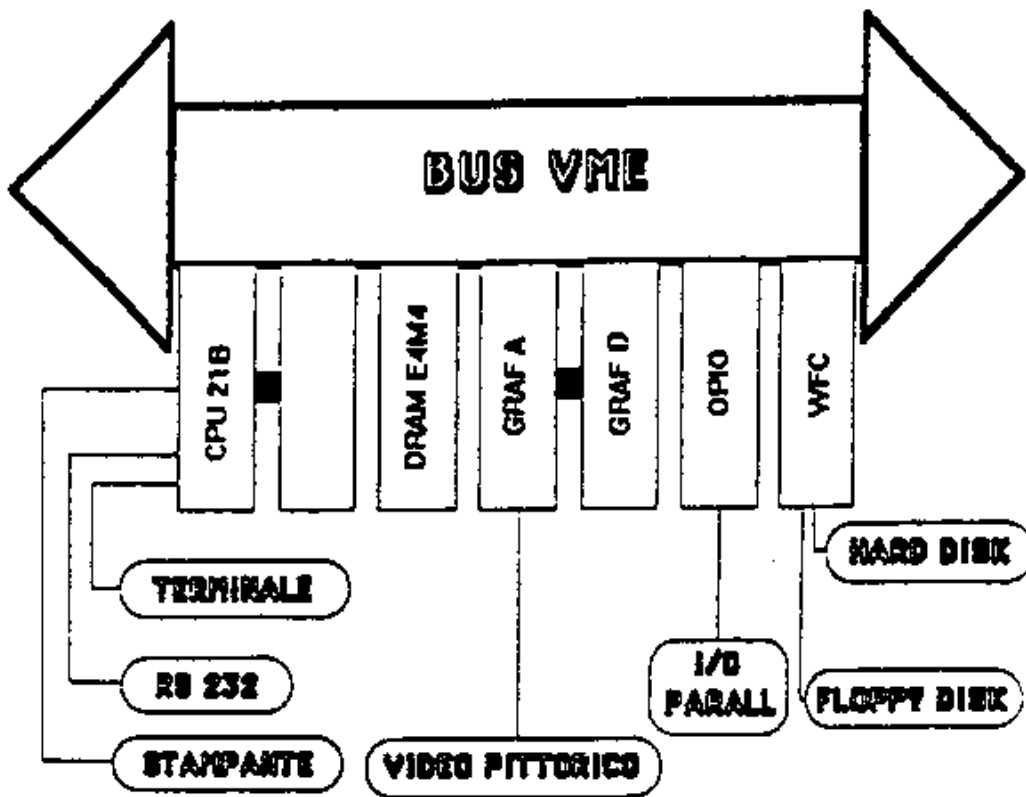 BUS VME
CPU 21B
DRAM E4M4
GRAF A
GRAF D
OPIO
WFC
HARD DISK
TERMINALE
I/O
PARALL
RS 232
FLOPPY DISK
STAMPANTE
VIDEO PITTORICO